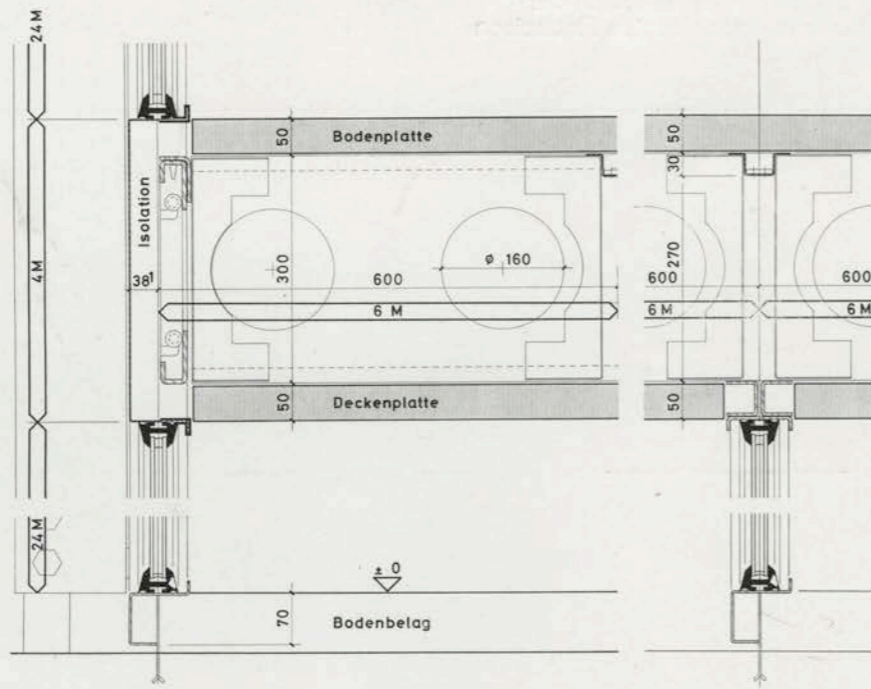 24M
50
Bodenplatte
50
30
Isolation
4M
38¹
300
600
ø 160
270
600
600
6 M
6 M
6 M
50
Deckenplatte
50
24M
± 0
70
Bodenbelag